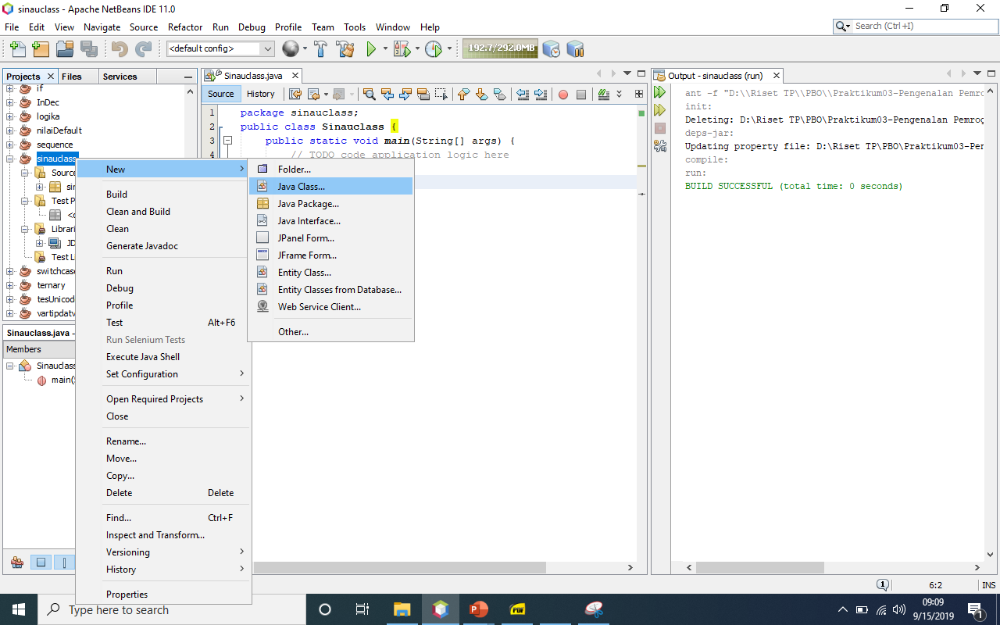 sinauclass - Apache NetBeans IDE 11.0
File Edit View Navigate Source Refactor Run Debug Profile Team Tools Window Help
Search (Ctrl+I)
<default config>
192.7/292.0MB
Projects Files Services
if
InDec
logika
nilaiDefault
sequence
sinauclass
Source
sin
Test P
<d
Librari
JD
Test Li
switchcase
ternary
tesUnicod
vartipdatv
Sinauclass.java -
Members
Sinauclass
main(S
Sinauclass.java
Source History
1 package sinauclass;
2 public class Sinauclass {
3 public static void main(String[] args) {
4 // TODO code application logic here
New
Build
Clean and Build
Clean
Generate Javadoc
Run
Debug
Profile
Test Alt+F6
Run Selenium Tests
Execute Java Shell
Set Configuration
Open Required Projects
Close
Rename...
Move...
Copy...
Delete Delete
Find... Ctrl+F
Inspect and Transform...
Versioning
History
Properties
Folder...
Java Class...
Java Package...
Java Interface...
JPanel Form...
JFrame Form...
Entity Class...
Entity Classes from Database...
Web Service Client...
Other...
Output - sinauclass (run)
ant -f "D:\\Riset TP\\PBO\\Praktikum03-Pengenalan Pemrog
init:
Deleting: D:\Riset TP\PBO\Praktikum03-Pengenalan Pemrog
deps-jar:
Updating property file: D:\Riset TP\PBO\Praktikum03-Pen
compile:
run:
BUILD SUCCESSFUL (total time: 0 seconds)
1 6:2 INS
Type here to search
PDF
09:09
9/15/2019
1